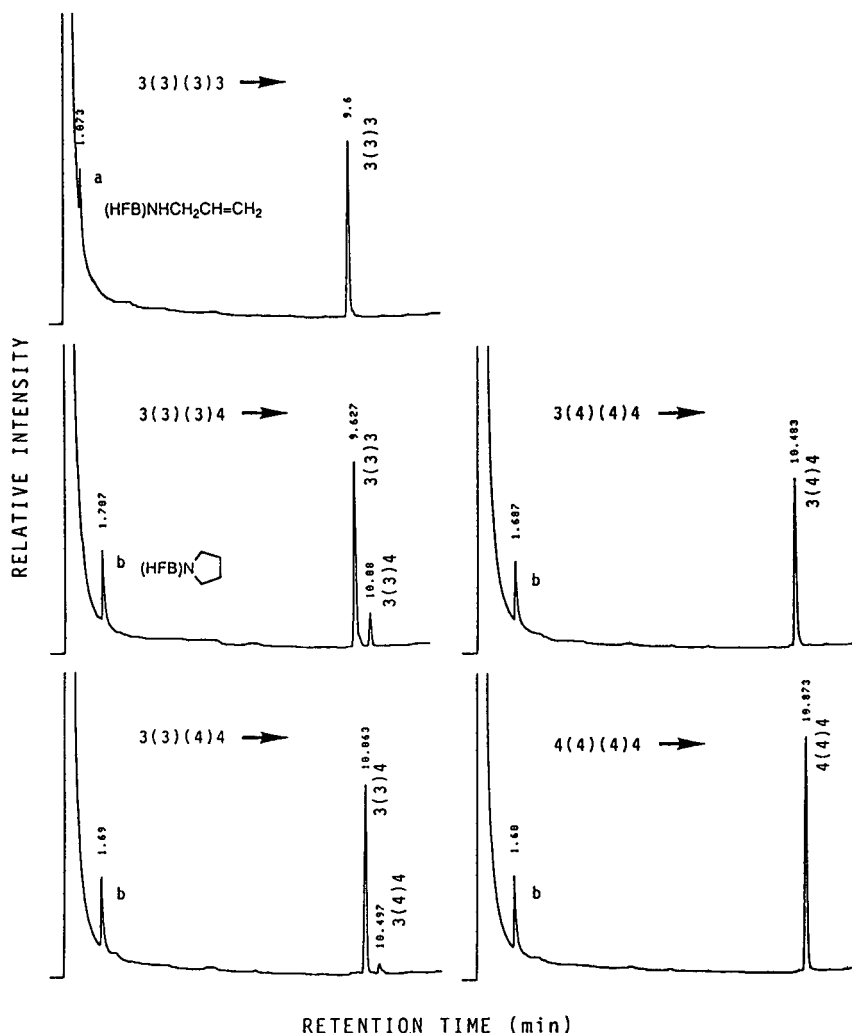 3(3)(3)3
1.873
9.6
3(3)3
a
(HFB)NHCH₂CH=CH₂
RELATIVE INTENSITY
3(3)(3)4
1.787
9.627
3(3)3
10.08
3(3)4
b
(HFB)N
3(4)(4)4
1.687
10.483
3(4)4
b
3(3)(4)4
1.69
10.063
3(3)4
10.497
3(4)4
b
4(4)(4)4
1.68
10.873
4(4)4
b
RETENTION TIME (min)